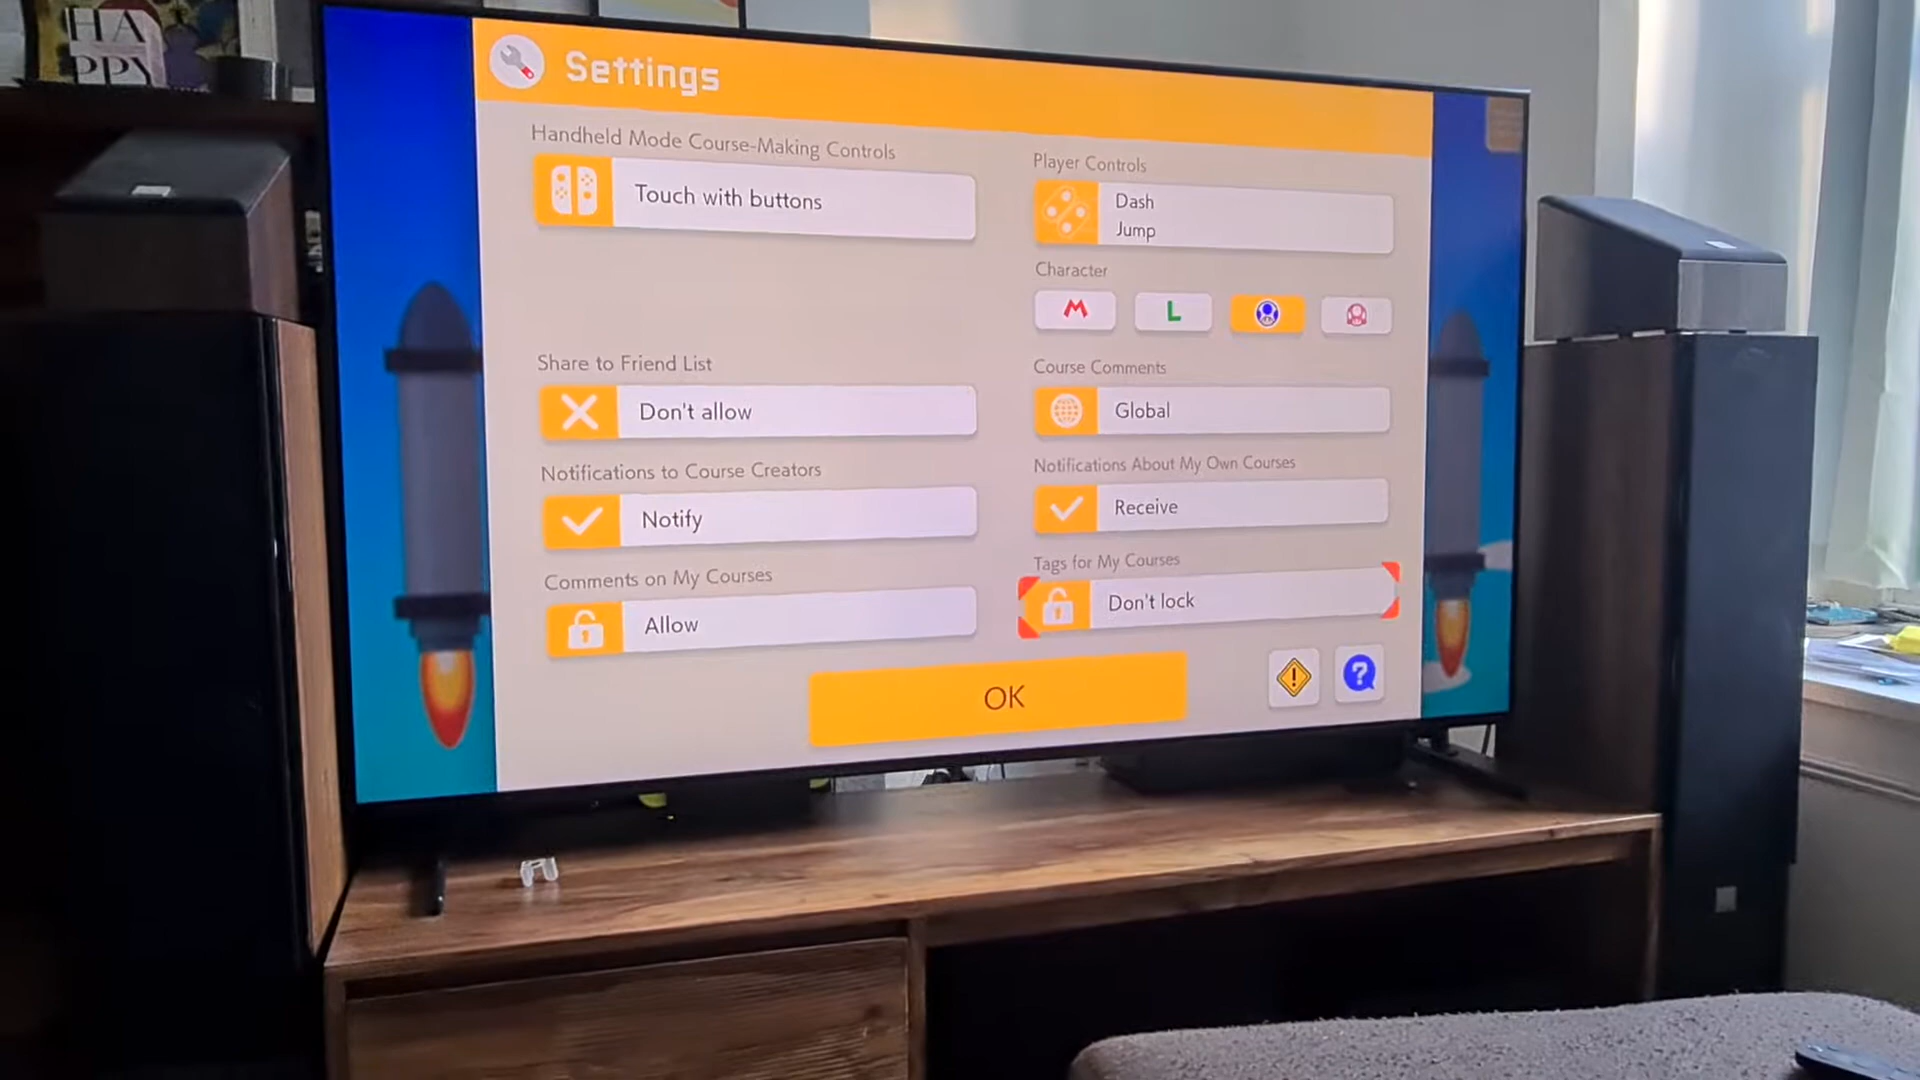 HA
PPY
Settings
Handheld Mode Course-Making Controls
Touch with buttons
Player Controls
Dash
Jump
Character
M
L
Share to Friend List
Don't allow
Course Comments
Global
Notifications to Course Creators
Notify
Notifications About My Own Courses
Receive
Comments on My Courses
Allow
Tags for My Courses
Don't lock
OK
!
?